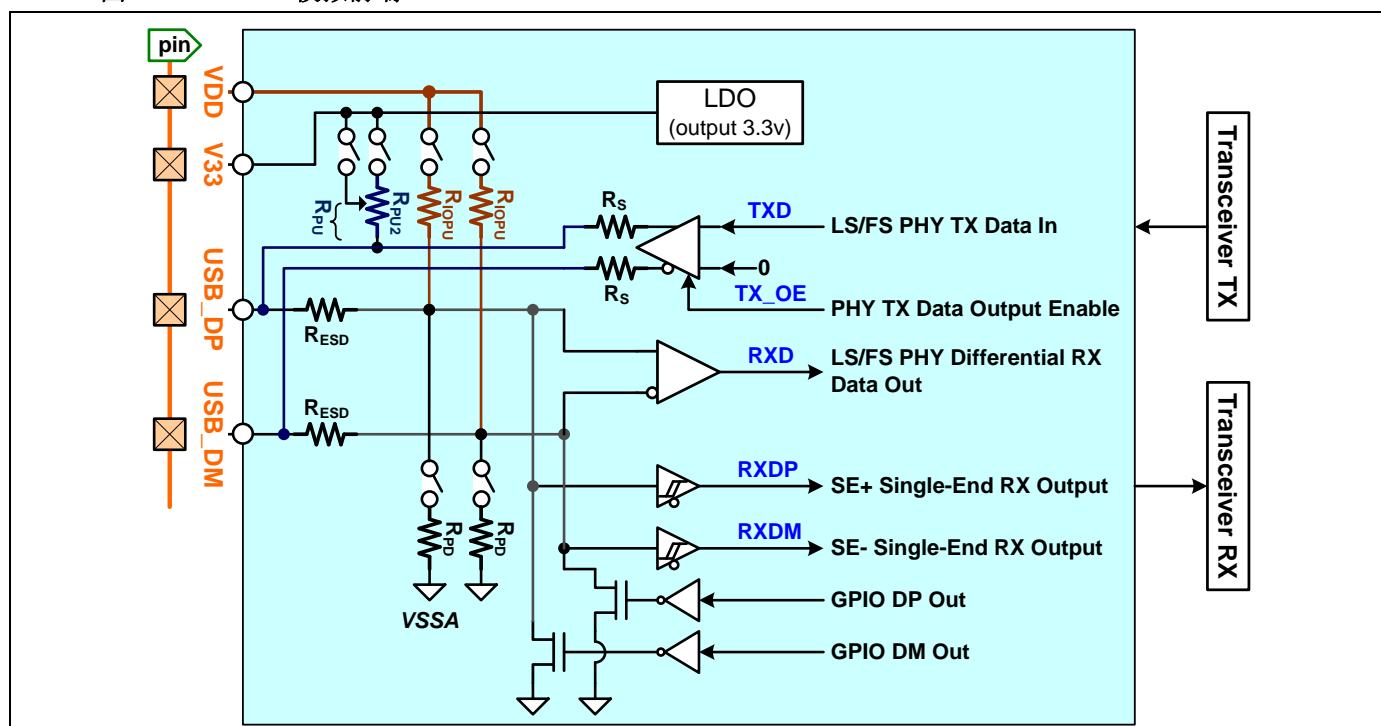 pin
VDD
V33
USB_DP
USB_DM
LDO
(output 3.3v)
RPU
RPU2
RIOPU
RIOPU
RS
RS
TXD
LS/FS PHY TX Data In
0
TX_OE
PHY TX Data Output Enable
RESD
RXD
LS/FS PHY Differential RX
Data Out
RESD
RXDP
SE+ Single-End RX Output
RXDM
SE- Single-End RX Output
RPD
RPD
VSSA
GPIO DP Out
GPIO DM Out
Transceiver TX
Transceiver RX